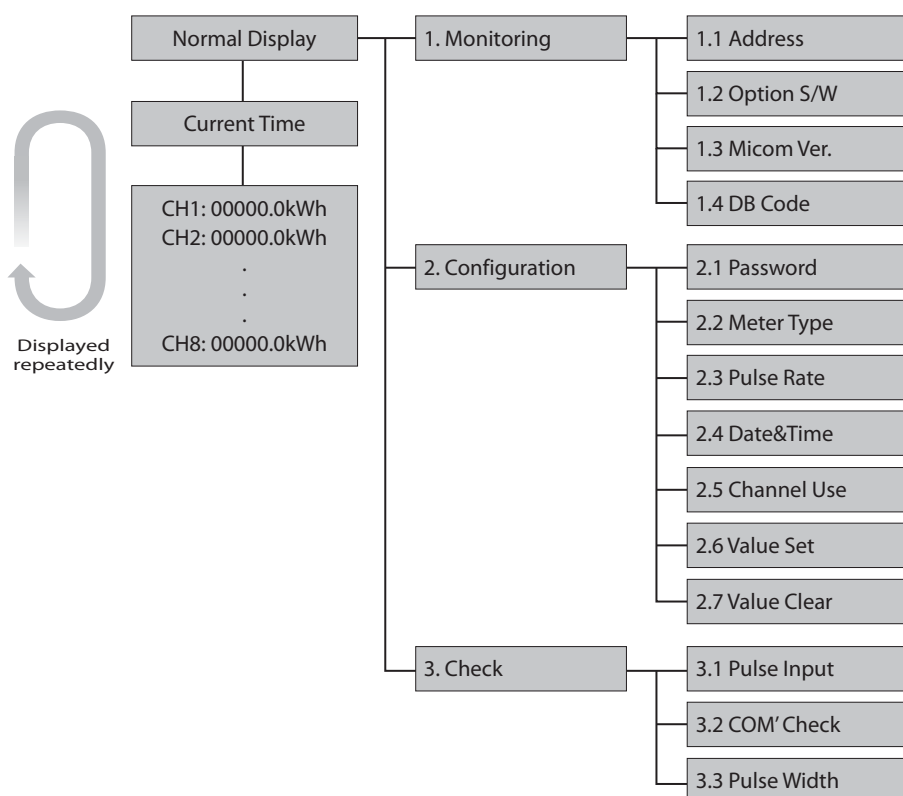 Normal Display
Current Time
CH1: 00000.0kWh
CH2: 00000.0kWh
.
.
.
CH8: 00000.0kWh
Displayed
repeatedly
1. Monitoring
1.1 Address
1.2 Option S/W
1.3 Micom Ver.
1.4 DB Code
2. Configuration
2.1 Password
2.2 Meter Type
2.3 Pulse Rate
2.4 Date&Time
2.5 Channel Use
2.6 Value Set
2.7 Value Clear
3. Check
3.1 Pulse Input
3.2 COM’ Check
3.3 Pulse Width